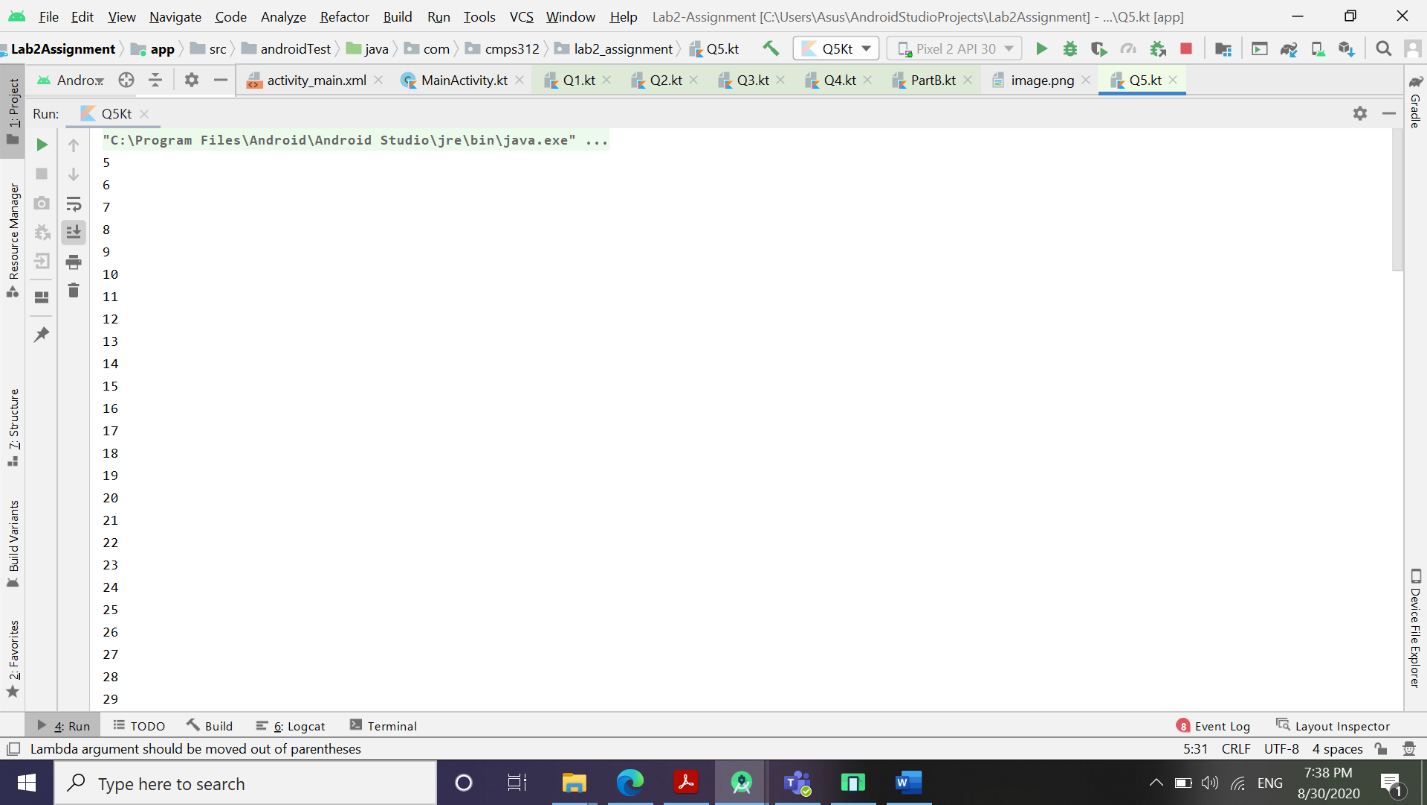 File Edit View Navigate Code Analyze Refactor Build Run Tools VCS Window Help Lab2-Assignment [C:\Users\Asus\AndroidStudioProjects\Lab2Assignment] - ...\Q5.kt [app]
Lab2Assignment app src androidTest java com cmps312 lab2_assignment Q5.kt Q5Kt Pixel 2 API 30
Andro activity_main.xml MainActivity.kt Q1.kt Q2.kt Q3.kt Q4.kt PartB.kt image.png Q5.kt
Run: Q5Kt
"C:\Program Files\Android\Android Studio\jre\bin\java.exe" ...
5
6
7
8
9
10
11
12
13
14
15
16
17
18
19
20
21
22
23
24
25
26
27
28
29
1: Project
Resource Manager
7: Structure
Build Variants
2: Favorites
Gradle
Device File Explorer
4: Run TODO Build 6: Logcat Terminal 8 Event Log Layout Inspector
Lambda argument should be moved out of parentheses 5:31 CRLF UTF-8 4 spaces
Type here to search ENG 7:38 PM
8/30/2020 1